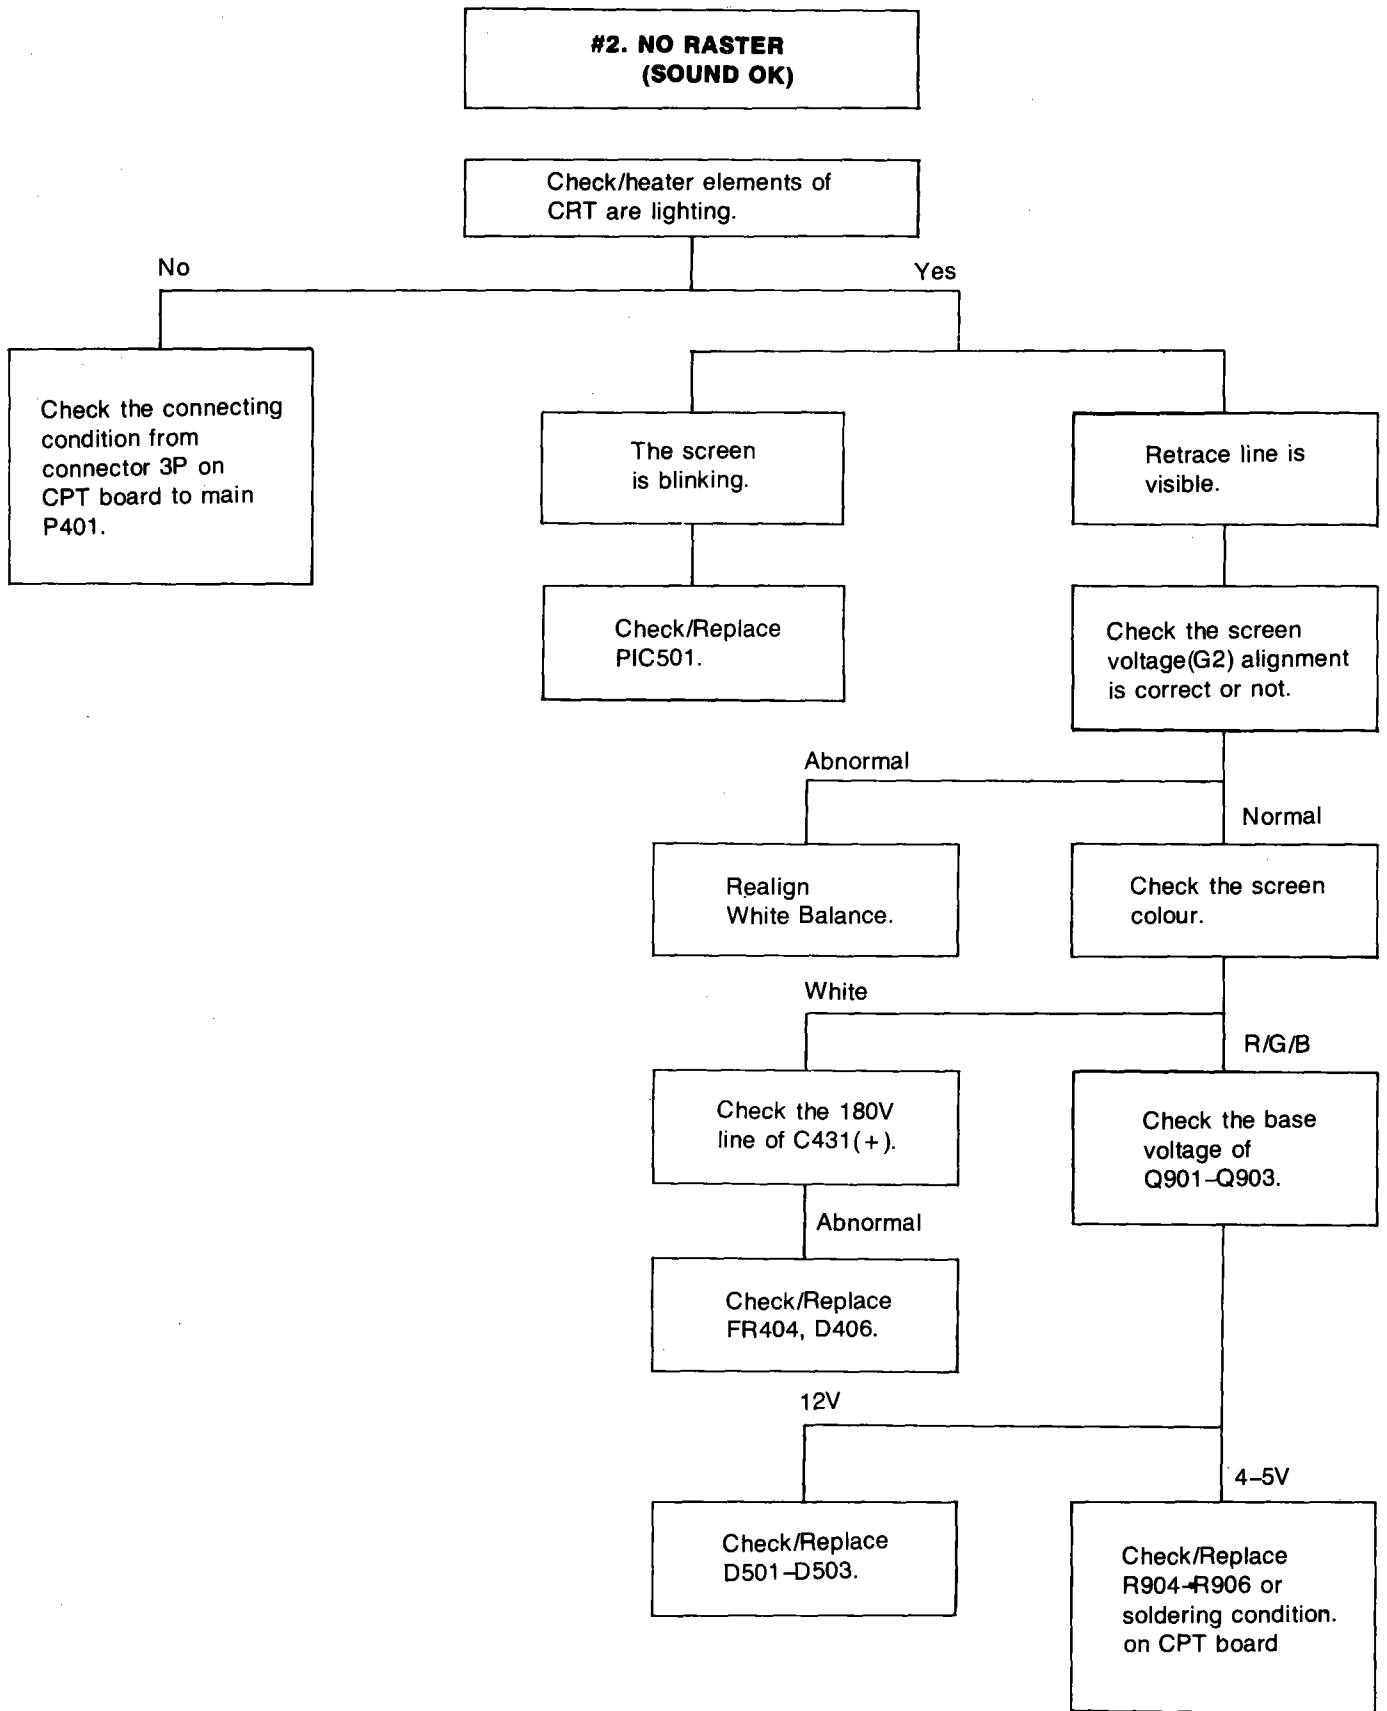 #2. NO RASTER
(SOUND OK)
Check/heater elements of
CRT are lighting.
No
Yes
Check the connecting
condition from
connector 3P on
CPT board to main
P401.
The screen
is blinking.
Retrace line is
visible.
Check/Replace
PIC501.
Check the screen
voltage(G2) alignment
is correct or not.
Abnormal
Normal
Realign
White Balance.
Check the screen
colour.
White
R/G/B
Check the 180V
line of C431(+).
Check the base
voltage of
Q901–Q903.
Abnormal
Check/Replace
FR404, D406.
12V
4–5V
Check/Replace
D501–D503.
Check/Replace
R904–R906 or
soldering condition.
on CPT board